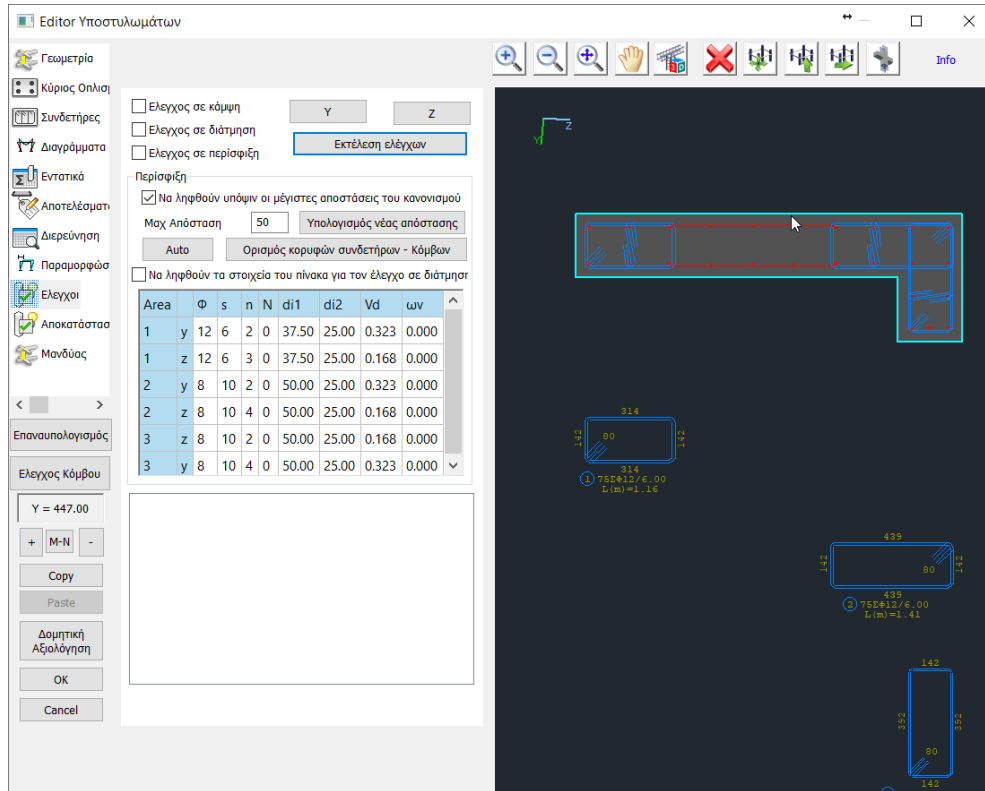 Editor Υποστυλωμάτων
Info
Γεωμετρία
Κύριος Οπλισμ
Συνδετήρες
Διαγράμματα
Εντατικά
Αποτελέσματα
Διερεύνηση
Παραμορφώσ
Ελεγχοι
Αποκατάστασ
Μανδύας
< >
Επαναυπολογισμός
Ελεγχος Κόμβου
Y = 447.00
+ M-N -
Copy
Paste
Δομητική
Αξιολόγηση
OK
Cancel
Ελεγχος σε κάμψη
Ελεγχος σε διάτμηση
Ελεγχος σε περίσφιξη
Y Z
Εκτέλεση ελέγχων
Περίσφιξη
Να ληφθούν υπόψιν οι μέγιστες αποστάσεις του κανονισμού
Μαχ Απόσταση 50 Υπολογισμός νέας απόστασης
Auto Ορισμός κορυφών συνδετήρων - Κόμβων
Να ληφθούν τα στοιχεία του πίνακα για τον έλεγχο σε διάτμησ
Area Φ s n N di1 di2 Vd ωv
1 y 12 6 2 0 37.50 25.00 0.323 0.000
1 z 12 6 3 0 37.50 25.00 0.168 0.000
2 y 8 10 2 0 50.00 25.00 0.323 0.000
2 z 8 10 4 0 50.00 25.00 0.168 0.000
3 z 8 10 2 0 50.00 25.00 0.168 0.000
3 y 8 10 4 0 50.00 25.00 0.323 0.000
Y Z
314
142 80 142
314
1 75ΣΦ12/6.00
L(m)=1.16
439
142 80 142
439
2 75ΣΦ12/6.00
L(m)=1.41
142
392 392
80
142